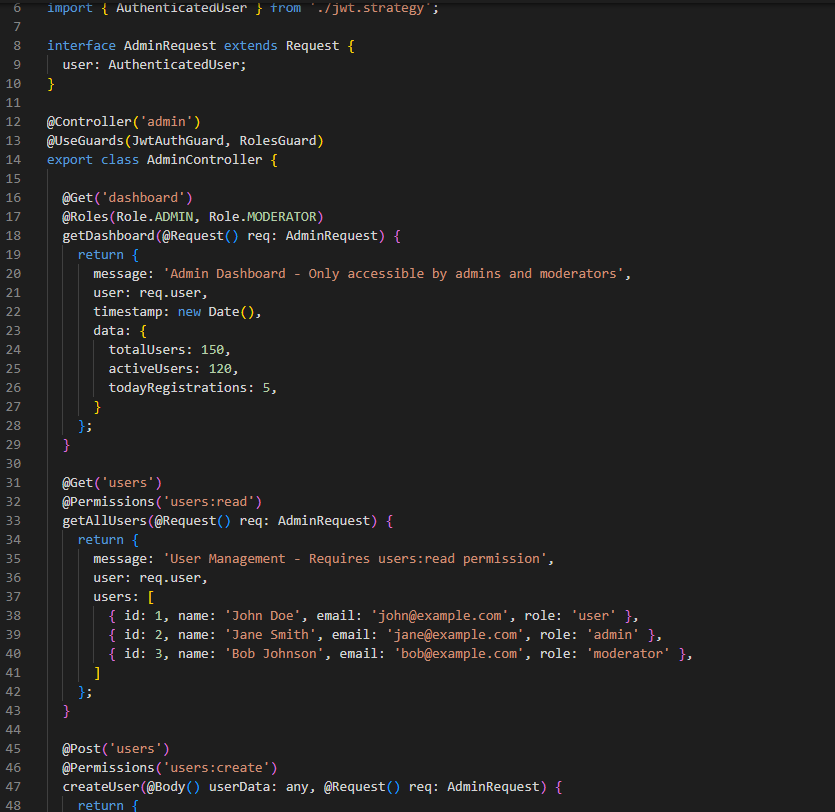 6 import { AuthenticatedUser } from './jwt.strategy';
7
8 interface AdminRequest extends Request {
9 user: AuthenticatedUser;
10 }
11
12 @Controller('admin')
13 @UseGuards(JwtAuthGuard, RolesGuard)
14 export class AdminController {
15
16 @Get('dashboard')
17 @Roles(Role.ADMIN, Role.MODERATOR)
18 getDashboard(@Request() req: AdminRequest) {
19 return {
20 message: 'Admin Dashboard - Only accessible by admins and moderators',
21 user: req.user,
22 timestamp: new Date(),
23 data: {
24 totalUsers: 150,
25 activeUsers: 120,
26 todayRegistrations: 5,
27 }
28 };
29 }
30
31 @Get('users')
32 @Permissions('users:read')
33 getAllUsers(@Request() req: AdminRequest) {
34 return {
35 message: 'User Management - Requires users:read permission',
36 user: req.user,
37 users: [
38 { id: 1, name: 'John Doe', email: 'john@example.com', role: 'user' },
39 { id: 2, name: 'Jane Smith', email: 'jane@example.com', role: 'admin' },
40 { id: 3, name: 'Bob Johnson', email: 'bob@example.com', role: 'moderator' },
41 ]
42 };
43 }
44
45 @Post('users')
46 @Permissions('users:create')
47 createUser(@Body() userData: any, @Request() req: AdminRequest) {
48 return {